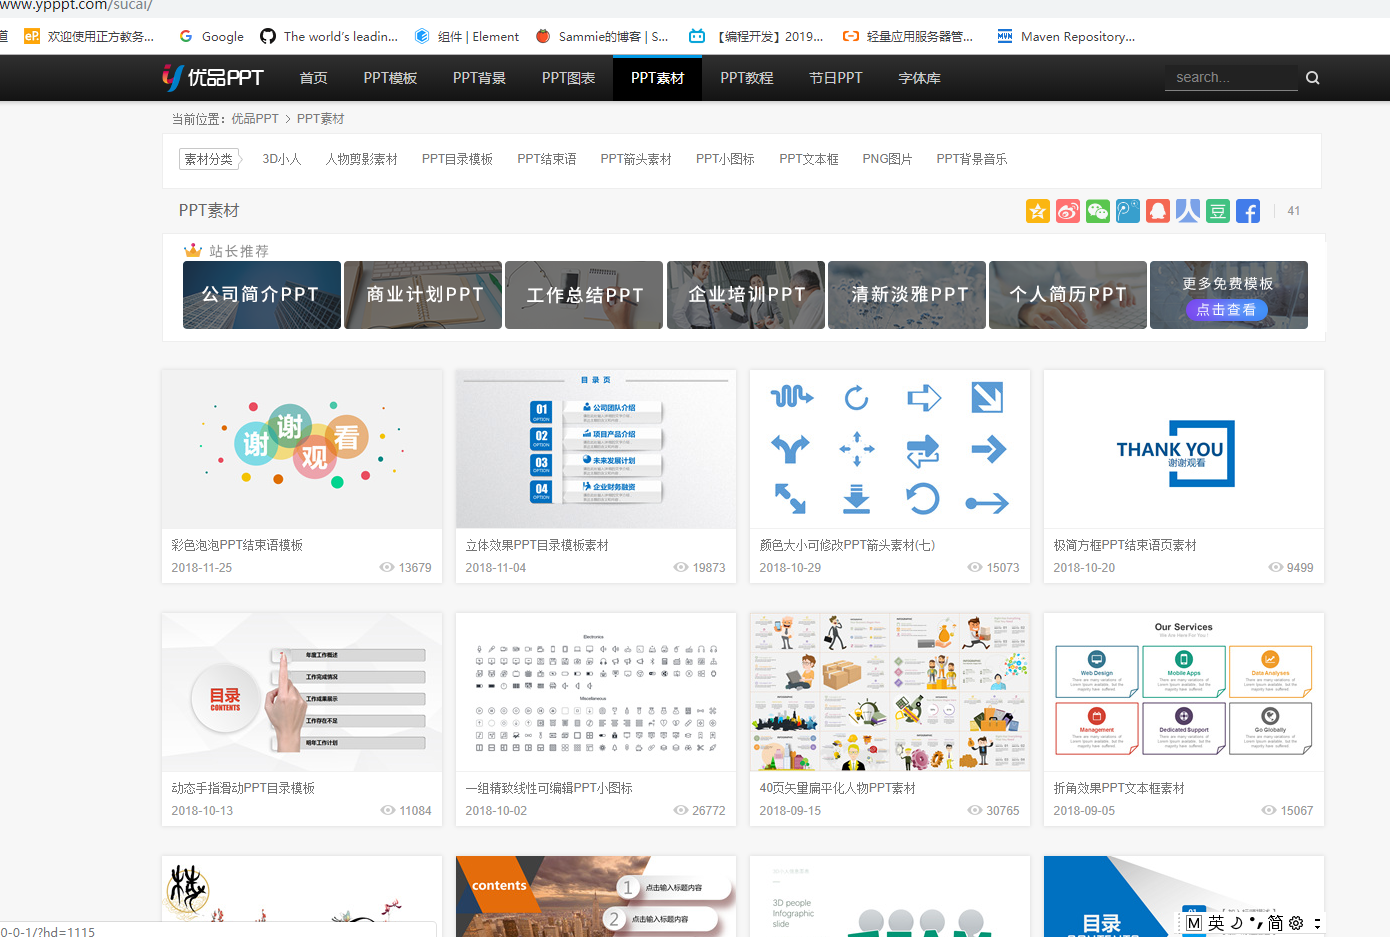 www.ypppt.com/sucai/
道 欢迎使用正方教务... Google The world's leadin... 组件 | Element Sammie的博客 | S... 【编程开发】2019... 轻量应用服务器管... Maven Repository...
优品PPT 首页 PPT模板 PPT背景 PPT图表 PPT素材 PPT教程 节日PPT 字体库 search...
当前位置: 优品PPT > PPT素材
素材分类 3D小人 人物剪影素材 PPT目录模板 PPT结束语 PPT箭头素材 PPT小图标 PPT文本框 PNG图片 PPT背景音乐
PPT素材 41
站长推荐
公司简介PPT 商业计划PPT 工作总结PPT 企业培训PPT 清新淡雅PPT 个人简历PPT 更多免费模板
点击查看
谢谢观看
目录页
01 OPTION 公司团队介绍
02 OPTION 项目产品介绍
03 OPTION 未来发展计划
04 OPTION 企业财务融资
THANK YOU
谢谢观看
彩色泡泡PPT结束语模板 立体效果PPT目录模板素材 颜色大小可修改PPT箭头素材(七) 极简方框PPT结束语页素材
2018-11-25 13679 2018-11-04 19873 2018-10-29 15073 2018-10-20 9499
目录
CONTENTS
年度工作概述
工作完成情况
工作成果展示
工作存在不足
明年工作计划
Electronics
Miscellaneous
Our Services
We Are Here For You !
Web Design Mobile Apps Data Analyses
Management Dedicated Support Go Globally
动态手指滑动PPT目录模板 一组精致线性可编辑PPT小图标 40页矢量扁平化人物PPT素材 折角效果PPT文本框素材
2018-10-13 11084 2018-10-02 26772 2018-09-15 30765 2018-09-05 15067
contents
1 点击输入标题内容
2 点击输入标题内容
3D people
Infographic
slide
目录
CONTENTS
0-0-1/?hd=1115
M 英 简